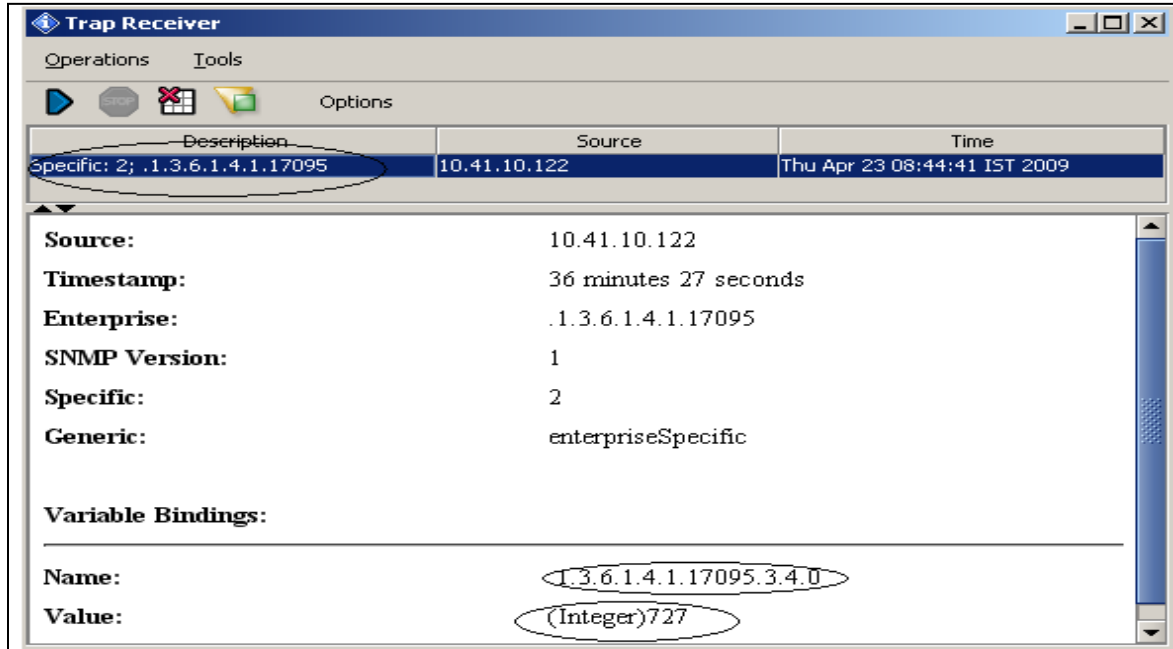 Trap Receiver
Operations Tools
STOP Options
Description Source Time
Specific: 2; .1.3.6.1.4.1.17095 10.41.10.122 Thu Apr 23 08:44:41 IST 2009
Source: 10.41.10.122
Timestamp: 36 minutes 27 seconds
Enterprise: .1.3.6.1.4.1.17095
SNMP Version: 1
Specific: 2
Generic: enterpriseSpecific
Variable Bindings:
Name: .1.3.6.1.4.1.17095.3.4.0
Value: (Integer)727